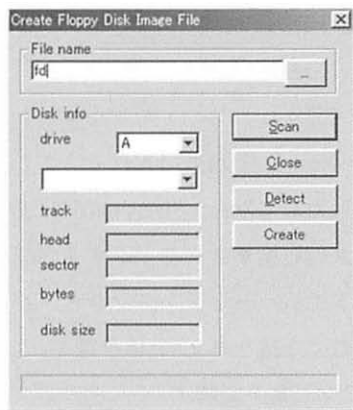 Create Floppy Disk Image File
File name
fd
...
Disk info
drive
A
Scan
Close
track
Detect
head
Create
sector
bytes
disk size